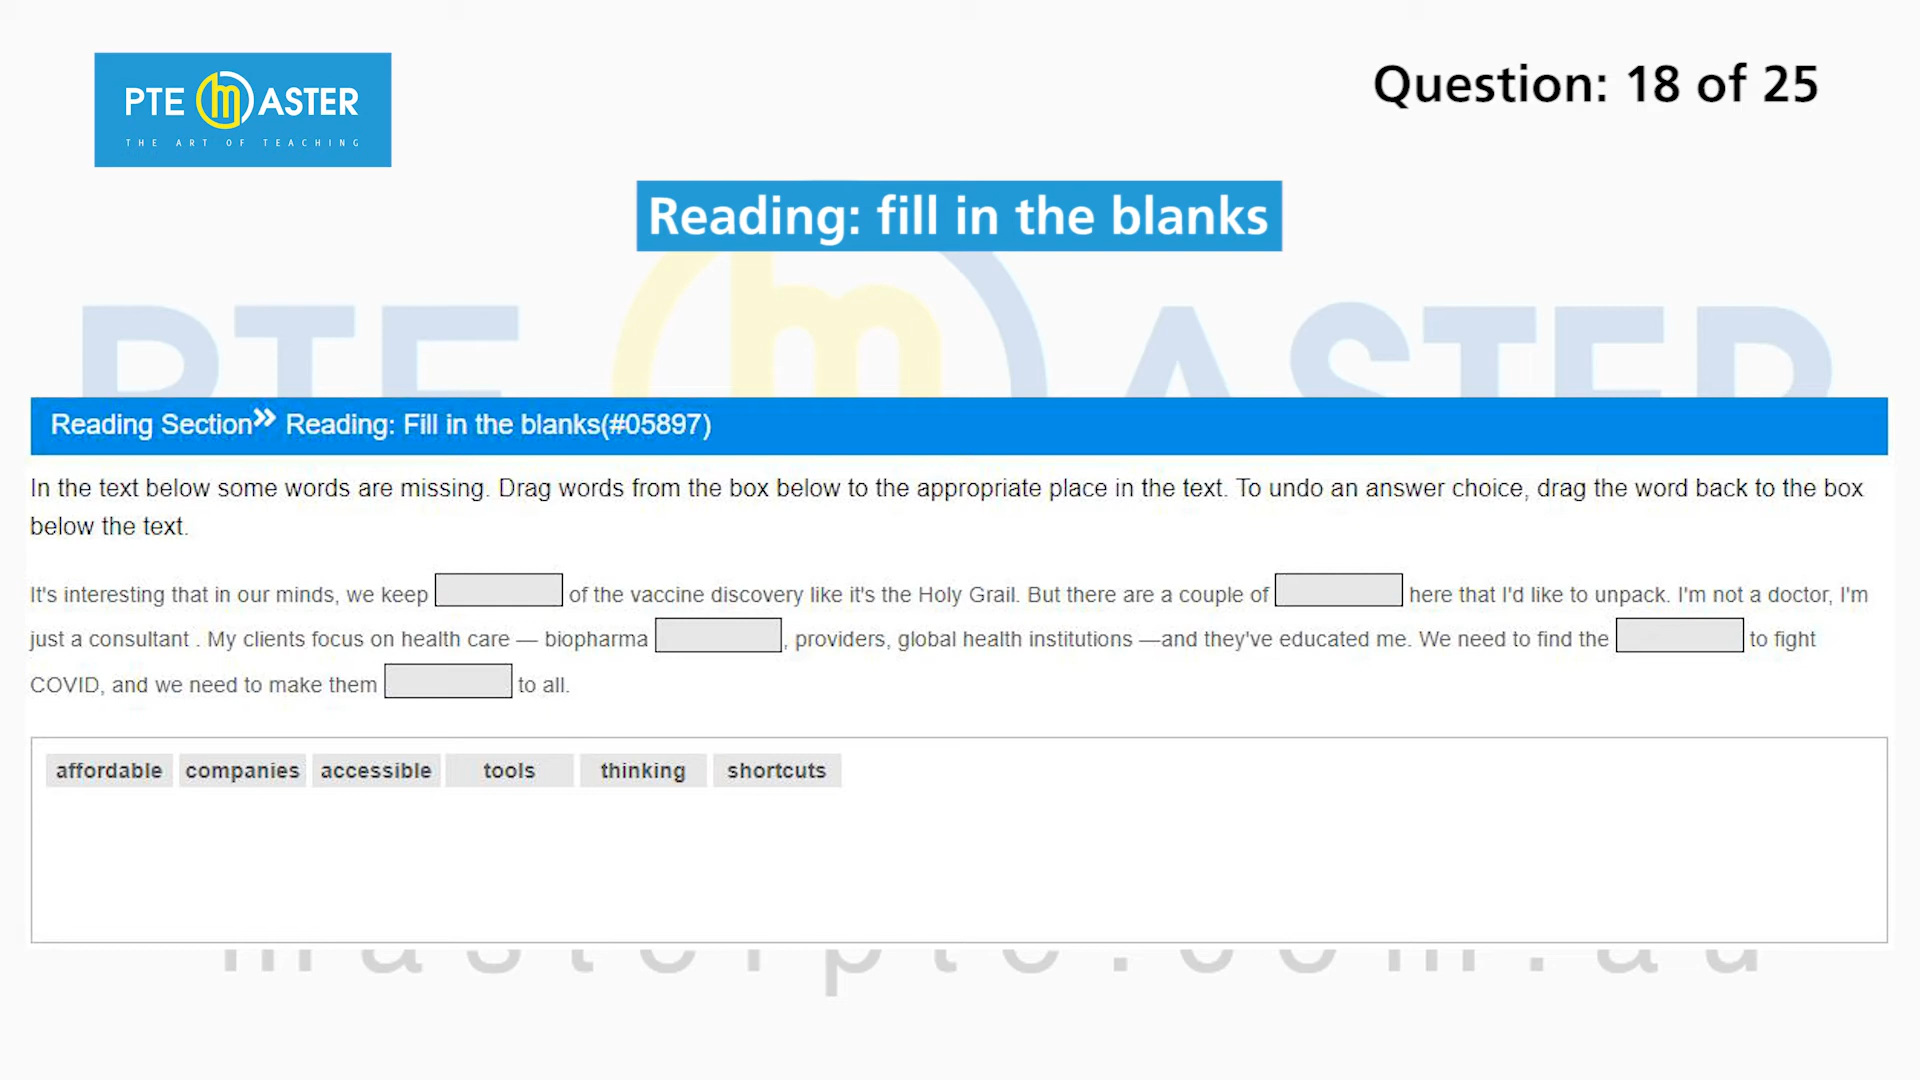 PTE MASTER
THE ART OF TEACHING
Question: 18 of 25
Reading: fill in the blanks
PTE MASTER
Reading Section» Reading: Fill in the blanks(#05897)
In the text below some words are missing. Drag words from the box below to the appropriate place in the text. To undo an answer choice, drag the word back to the box
below the text.
It's interesting that in our minds, we keep of the vaccine discovery like it's the Holy Grail. But there are a couple of here that I'd like to unpack. I'm not a doctor, I'm
just a consultant . My clients focus on health care — biopharma , providers, global health institutions —and they've educated me. We need to find the to fight
COVID, and we need to make them to all.
affordable companies accessible tools thinking shortcuts
masterpte.com.au